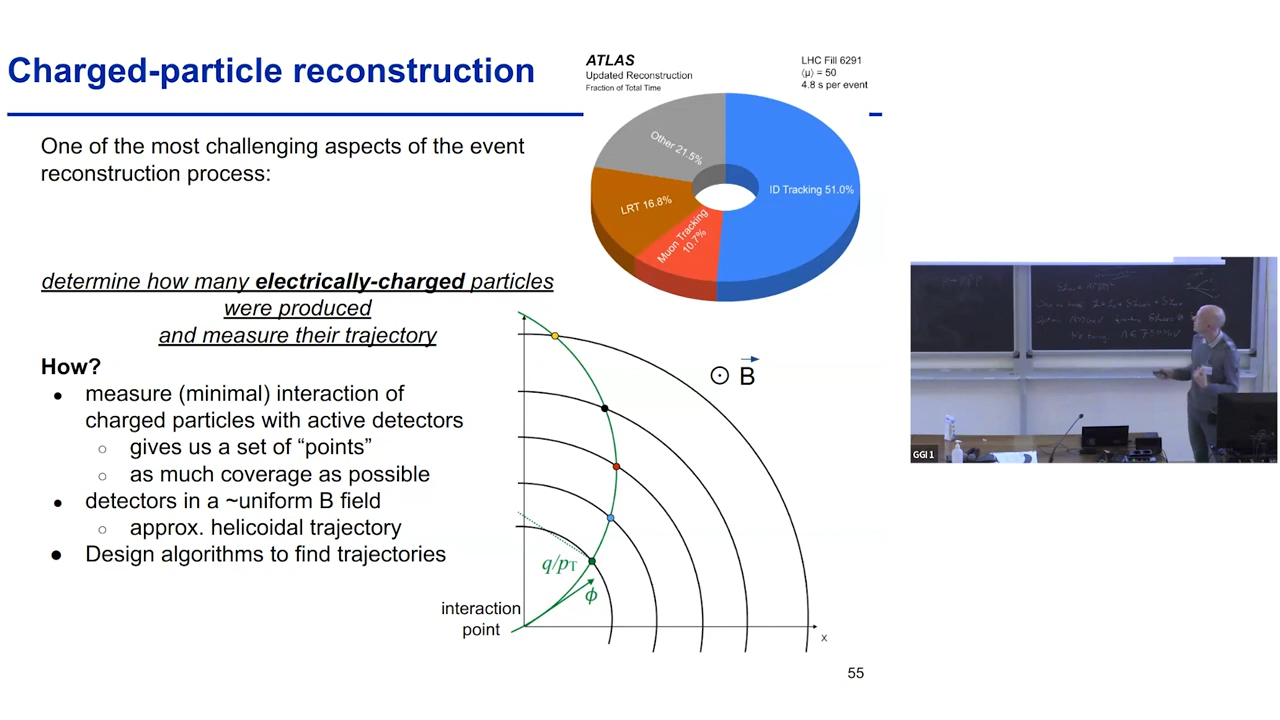 Charged-particle reconstruction
ATLAS
Updated Reconstruction
Fraction of Total Time
LHC Fill 6291
⟨μ⟩ = 50
4.8 s per event
Other 21.5%
ID Tracking 51.0%
LRT 16.8%
Muon Tracking
10.7%
One of the most challenging aspects of the event
reconstruction process:
determine how many electrically-charged particles
were produced
and measure their trajectory
How?
● measure (minimal) interaction of
charged particles with active detectors
○ gives us a set of “points”
○ as much coverage as possible
● detectors in a ~uniform B field
○ approx. helicoidal trajectory
● Design algorithms to find trajectories
B
q/pT
ϕ
interaction
point
x
55
GGI 1